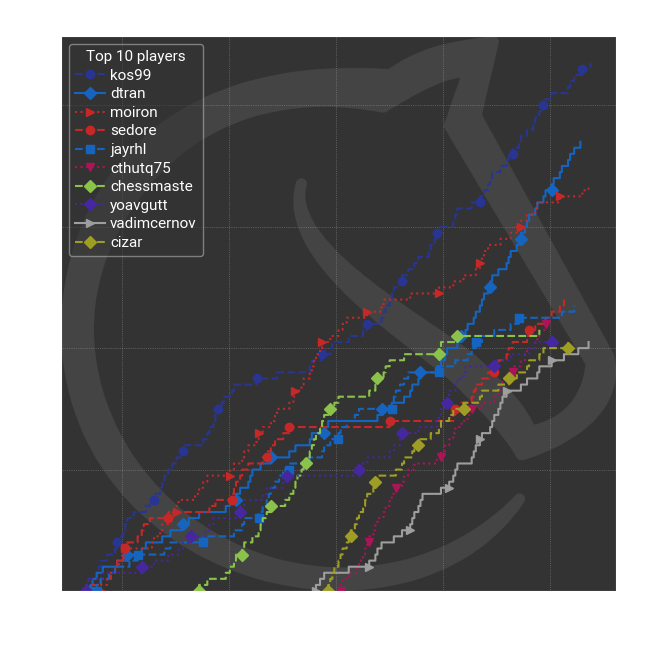 Top 10 players
kos99
dtran
moiron
sedore
jayrhl
cthutq75
chessmaste
yoavgutt
vadimcernov
cizar